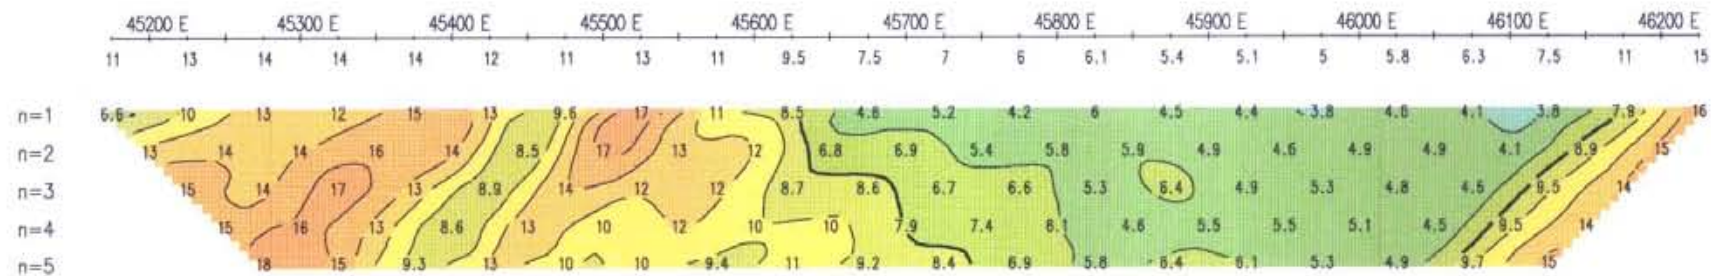 45200 E 45300 E 45400 E 45500 E 45600 E 45700 E 45800 E 45900 E 46000 E 46100 E 46200 E
11 13 14 14 14 12 11 13 11 9.5 7.5 7 6 6.1 5.4 5.1 5 5.8 6.3 7.5 11 15
n=1 6.6 10 13 12 15 13 9.6 17 11 8.5 4.8 5.2 4.2 6 4.5 4.4 3.8 4.6 4.1 3.8 7.9 16
n=2 13 14 14 16 14 8.5 17 13 12 6.8 6.9 5.4 5.8 5.9 4.9 4.6 4.9 4.9 4.1 8.9 15
n=3 15 14 17 13 8.9 14 12 12 8.7 8.6 6.7 6.6 5.3 6.4 4.9 5.3 4.8 4.6 9.5 14
n=4 15 16 13 8.6 13 10 12 10 10 7.9 7.4 6.1 4.6 5.5 5.5 5.1 4.5 9.5 14
n=5 18 15 9.3 13 10 10 9.4 11 9.2 8.4 6.9 5.8 6.4 6.1 5.3 4.9 9.7 15